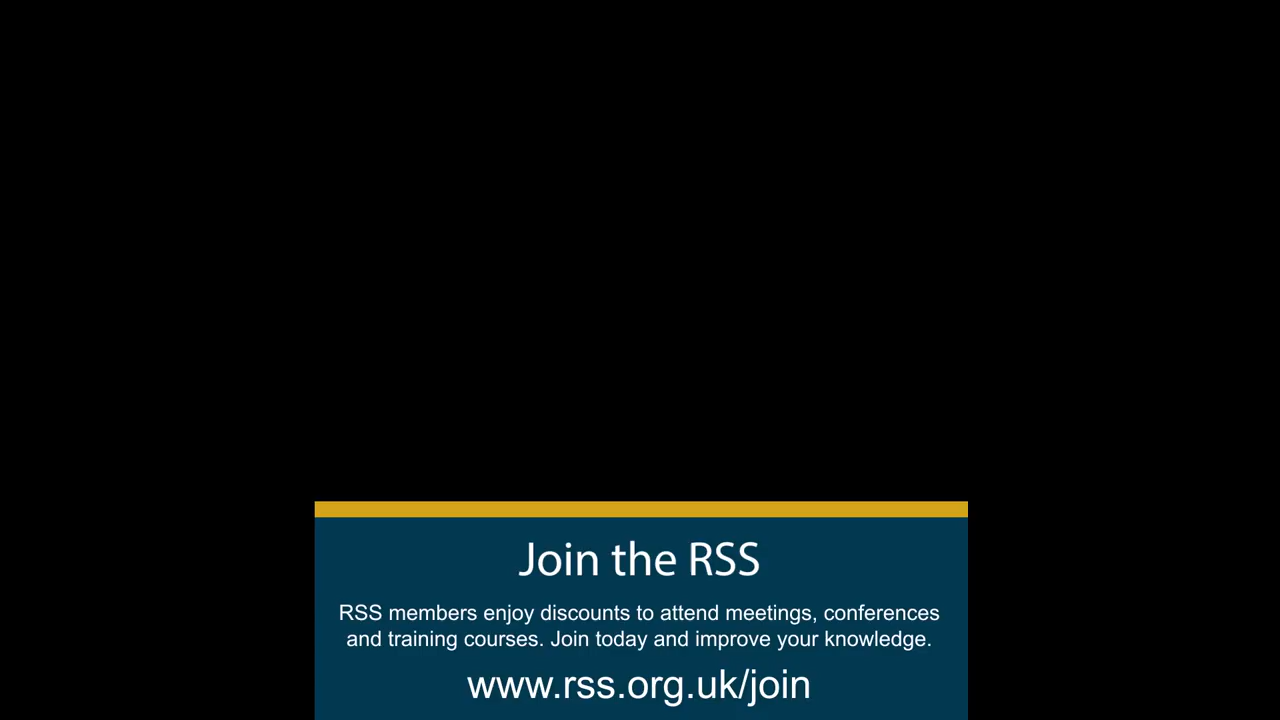 Join the RSS
RSS members enjoy discounts to attend meetings, conferences
and training courses. Join today and improve your knowledge.
www.rss.org.uk/join